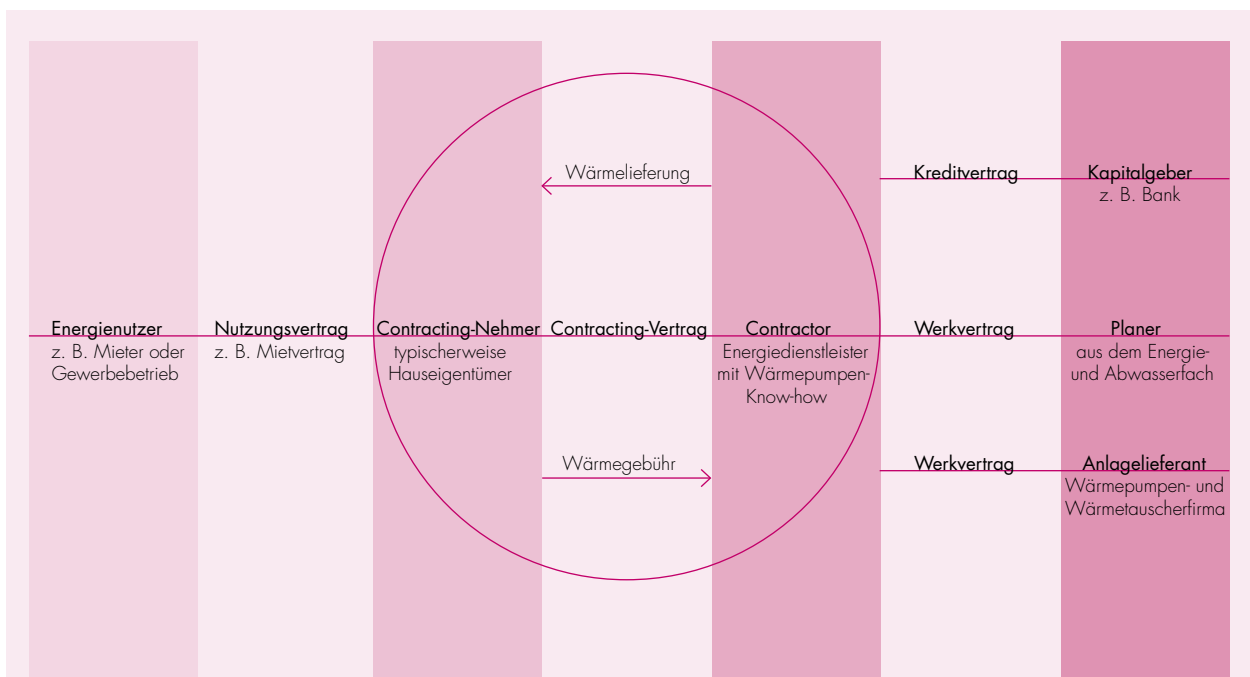 Wärmelieferung
Kreditvertrag
Kapitalgeber
z. B. Bank
Energienutzer
z. B. Mieter oder
Gewerbebetrieb
Nutzungsvertrag
z. B. Mietvertrag
Contracting-Nehmer
typischerweise
Hauseigentümer
Contracting-Vertrag
Contractor
Energiedienstleister
mit Wärmepumpen-
Know-how
Werkvertrag
Planer
aus dem Energie-
und Abwasserfach
Wärmegebühr
Werkvertrag
Anlagelieferant
Wärmepumpen- und
Wärmetauscherfirma